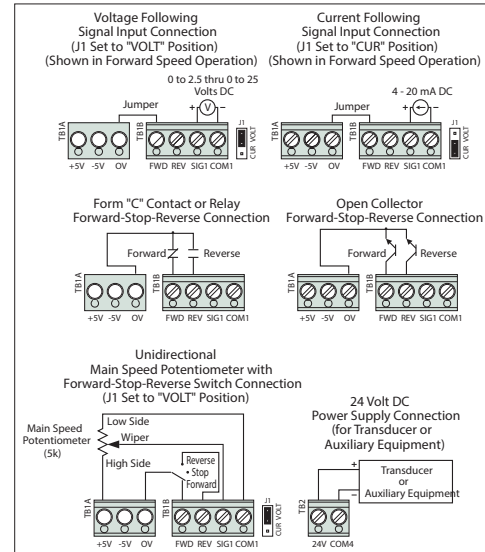 Voltage Following
Signal Input Connection
(J1 Set to "VOLT" Position)
(Shown in Forward Speed Operation)
0 to 2.5 thru 0 to 25
Volts DC
Jumper
+ V −
J1
TB1A
TB1B
CUR VOLT
+5V -5V OV
FWD REV SIG1 COM1
Current Following
Signal Input Connection
(J1 Set to "CUR" Position)
(Shown in Forward Speed Operation)
4 - 20 mA DC
Jumper
+ −
J1
TB1A
TB1B
CUR VOLT
+5V -5V OV
FWD REV SIG1 COM1
Form "C" Contact or Relay
Forward-Stop-Reverse Connection
Forward
Reverse
TB1A
TB1B
+5V -5V OV
FWD REV SIG1 COM1
Open Collector
Forward-Stop-Reverse Connection
Forward
Reverse
TB1A
TB1B
+5V -5V OV
FWD REV SIG1 COM1
Unidirectional
Main Speed Potentiometer with
Forward-Stop-Reverse Switch Connection
(J1 Set to "VOLT" Position)
Low Side
Main Speed
Potentiometer
(5k)
Wiper
High Side
Reverse
Stop
Forward
J1
TB1A
TB1B
CUR VOLT
+5V -5V OV
FWD REV SIG1 COM1
24 Volt DC
Power Supply Connection
(for Transducer or
Auxiliary Equipment)
+
−
Transducer
or
Auxiliary Equipment
TB2
24V COM4